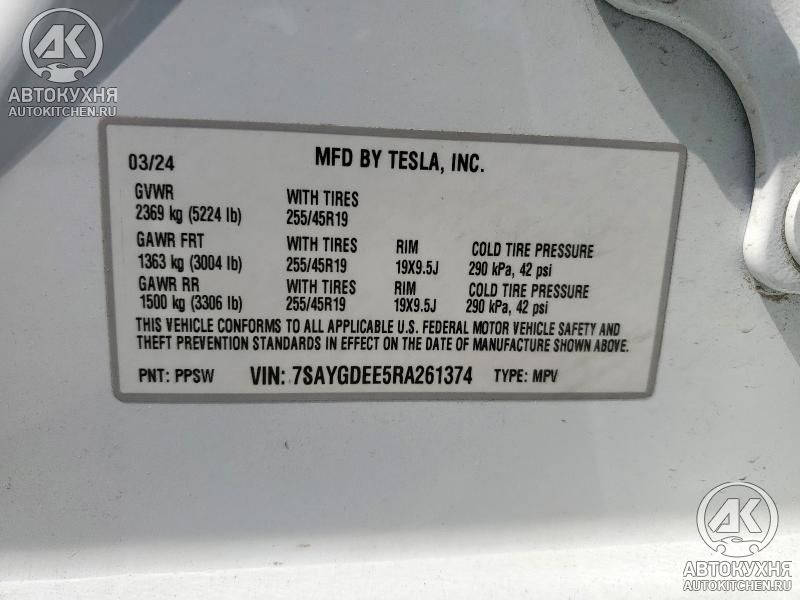 AK
АВТОКУХНЯ
AUTOKITCHEN.RU
03/24 MFD BY TESLA, INC.
GVWR WITH TIRES
2369 kg (5224 lb) 255/45R19
GAWR FRT WITH TIRES RIM COLD TIRE PRESSURE
1363 kg (3004 lb) 255/45R19 19X9.5J 290 kPa, 42 psi
GAWR RR WITH TIRES RIM COLD TIRE PRESSURE
1500 kg (3306 lb) 255/45R19 19X9.5J 290 kPa, 42 psi
THIS VEHICLE CONFORMS TO ALL APPLICABLE U.S. FEDERAL MOTOR VEHICLE SAFETY AND
THEFT PREVENTION STANDARDS IN EFFECT ON THE DATE OF MANUFACTURE SHOWN ABOVE.
PNT: PPSW VIN: 7SAYGDEE5RA261374 TYPE: MPV
AK
АВТОКУХНЯ
AUTOKITCHEN.RU